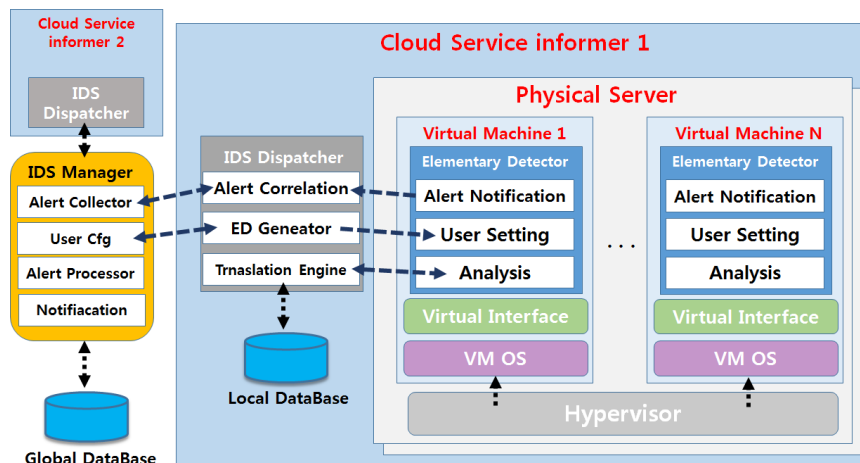 Cloud Service
informer 2
IDS
Dispatcher
IDS Manager
Alert Collector
User Cfg
Alert Processor
Notifiacation
Global DataBase
Cloud Service informer 1
IDS Dispatcher
Alert Correlation
ED Geneator
Trnaslation Engine
Local DataBase
Physical Server
Virtual Machine 1
Elementary Detector
Alert Notification
User Setting
Analysis
Virtual Interface
VM OS
. . .
Virtual Machine N
Elementary Detector
Alert Notification
User Setting
Analysis
Virtual Interface
VM OS
Hypervisor